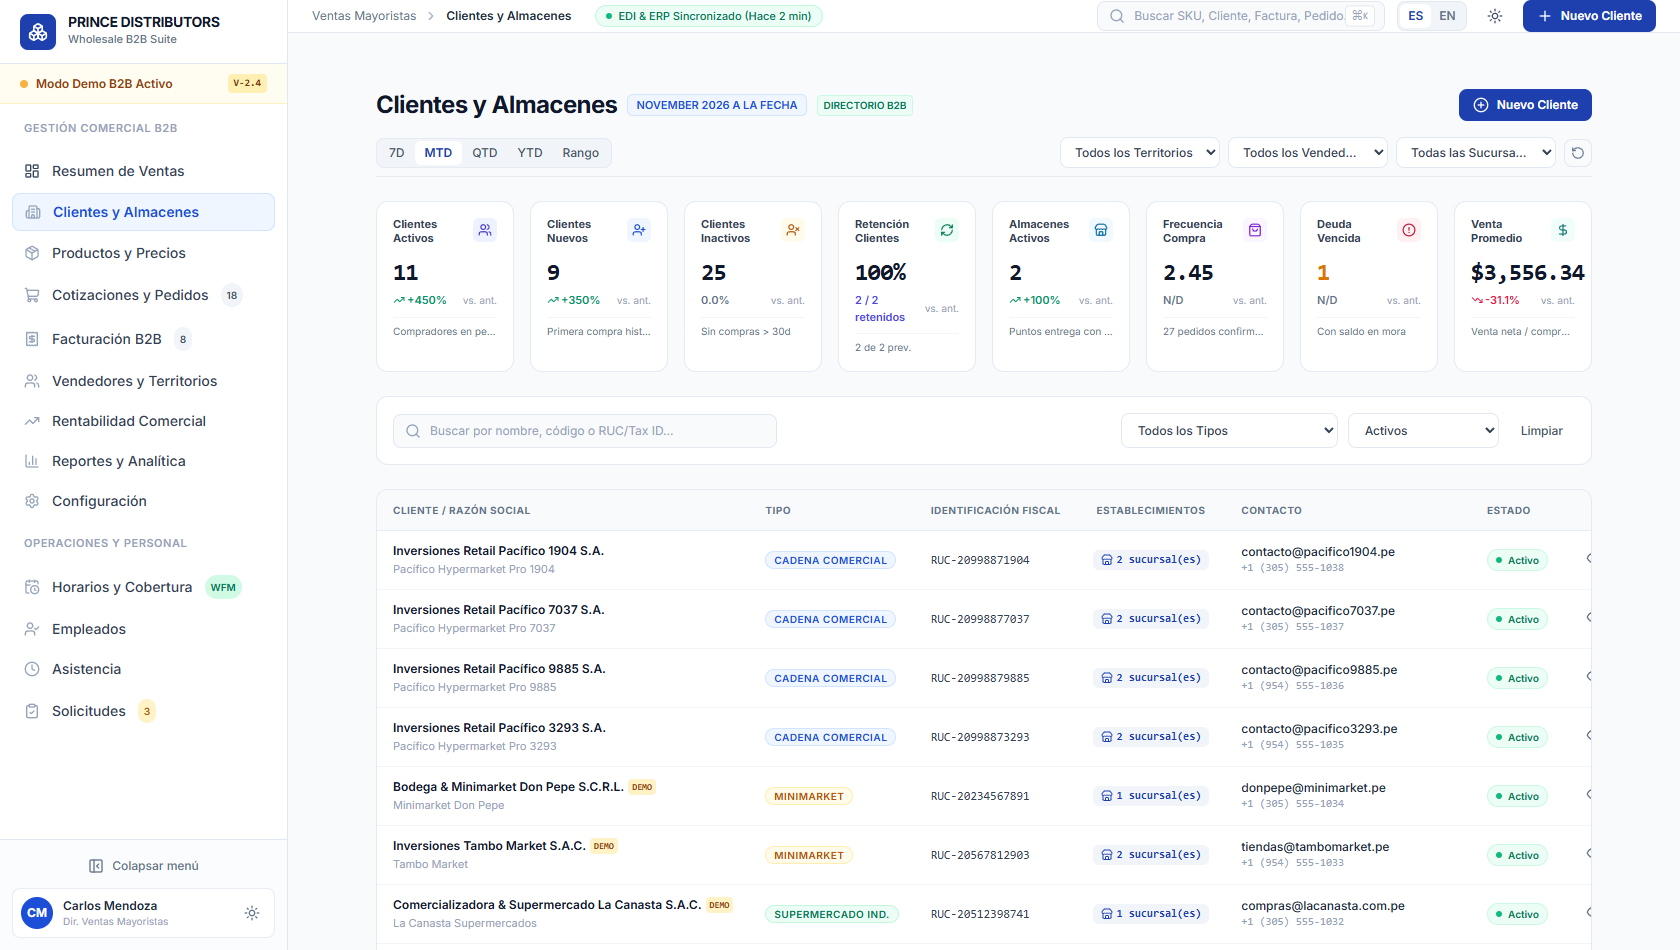 PRINCE DISTRIBUTORS
Wholesale B2B Suite
Modo Demo B2B Activo
V-2.4
GESTIÓN COMERCIAL B2B
Resumen de Ventas
Clientes y Almacenes
Productos y Precios
Cotizaciones y Pedidos 18
Facturación B2B 8
Vendedores y Territorios
Rentabilidad Comercial
Reportes y Analítica
Configuración
OPERACIONES Y PERSONAL
Horarios y Cobertura WFM
Empleados
Asistencia
Solicitudes 3
Colapsar menú
CM
Carlos Mendoza
Dir. Ventas Mayoristas
Ventas Mayoristas > Clientes y Almacenes
EDI & ERP Sincronizado (Hace 2 min)
Buscar SKU, Cliente, Factura, Pedido. ⌘K
ES EN
+ Nuevo Cliente
Clientes y Almacenes
NOVEMBER 2026 A LA FECHA
DIRECTORIO B2B
Nuevo Cliente
7D MTD QTD YTD Rango
Todos los Territorios
Todos los Vended...
Todas las Sucursa...
Clientes Activos
11
+450% vs. ant.
Compradores en pe...
Clientes Nuevos
9
+350% vs. ant.
Primera compra hist...
Clientes Inactivos
25
0.0% vs. ant.
Sin compras > 30d
Retención Clientes
100%
2 / 2 retenidos vs. ant.
2 de 2 prev.
Almacenes Activos
2
+100% vs. ant.
Puntos entrega con ...
Frecuencia Compra
2.45
N/D vs. ant.
27 pedidos confirm...
Deuda Vencida
1
N/D vs. ant.
Con saldo en mora
Venta Promedio
$3,556.34
-31.1% vs. ant.
Venta neta / compr...
Buscar por nombre, código o RUC/Tax ID...
Todos los Tipos
Activos
Limpiar
CLIENTE / RAZÓN SOCIAL TIPO IDENTIFICACIÓN FISCAL ESTABLECIMIENTOS CONTACTO ESTADO
Inversiones Retail Pacífico 1904 S.A.
Pacífico Hypermarket Pro 1904
CADENA COMERCIAL
RUC-20998871904
2 sucursal(es)
contacto@pacifico1904.pe
+1 (305) 555-1038
Activo
Inversiones Retail Pacífico 7037 S.A.
Pacífico Hypermarket Pro 7037
CADENA COMERCIAL
RUC-20998877037
2 sucursal(es)
contacto@pacifico7037.pe
+1 (305) 555-1037
Activo
Inversiones Retail Pacífico 9885 S.A.
Pacífico Hypermarket Pro 9885
CADENA COMERCIAL
RUC-20998879885
2 sucursal(es)
contacto@pacifico9885.pe
+1 (954) 555-1036
Activo
Inversiones Retail Pacífico 3293 S.A.
Pacífico Hypermarket Pro 3293
CADENA COMERCIAL
RUC-20998873293
2 sucursal(es)
contacto@pacifico3293.pe
+1 (954) 555-1035
Activo
Bodega & Minimarket Don Pepe S.C.R.L. DEMO
Minimarket Don Pepe
MINIMARKET
RUC-20234567891
1 sucursal(es)
donpepe@minimarket.pe
+1 (305) 555-1034
Activo
Inversiones Tambo Market S.A.C. DEMO
Tambo Market
MINIMARKET
RUC-20567812903
2 sucursal(es)
tiendas@tambomarket.pe
+1 (954) 555-1033
Activo
Comercializadora & Supermercado La Canasta S.A.C. DEMO
La Canasta Supermercados
SUPERMERCADO IND.
RUC-20512398741
1 sucursal(es)
compras@lacanasta.com.pe
+1 (305) 555-1032
Activo